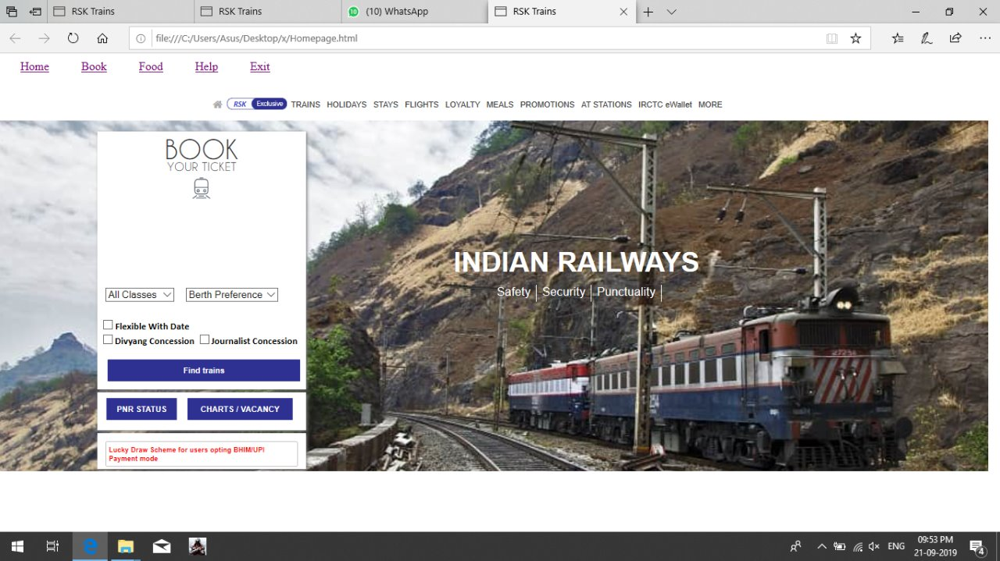 RSK Trains
RSK Trains
(10) WhatsApp
RSK Trains
file:///C:/Users/Asus/Desktop/x/Homepage.html
Home Book Food Help Exit
RSK Exclusive TRAINS HOLIDAYS STAYS FLIGHTS LOYALTY MEALS PROMOTIONS AT STATIONS IRCTC eWallet MORE
BOOK
YOUR TICKET
INDIAN RAILWAYS
Safety Security Punctuality
All Classes Berth Preference
Flexible With Date
Divyang Concession Journalist Concession
Find trains
PNR STATUS CHARTS / VACANCY
Lucky Draw Scheme for users opting BHIM/UPI
Payment mode
ENG
09:53 PM
21-09-2019
4